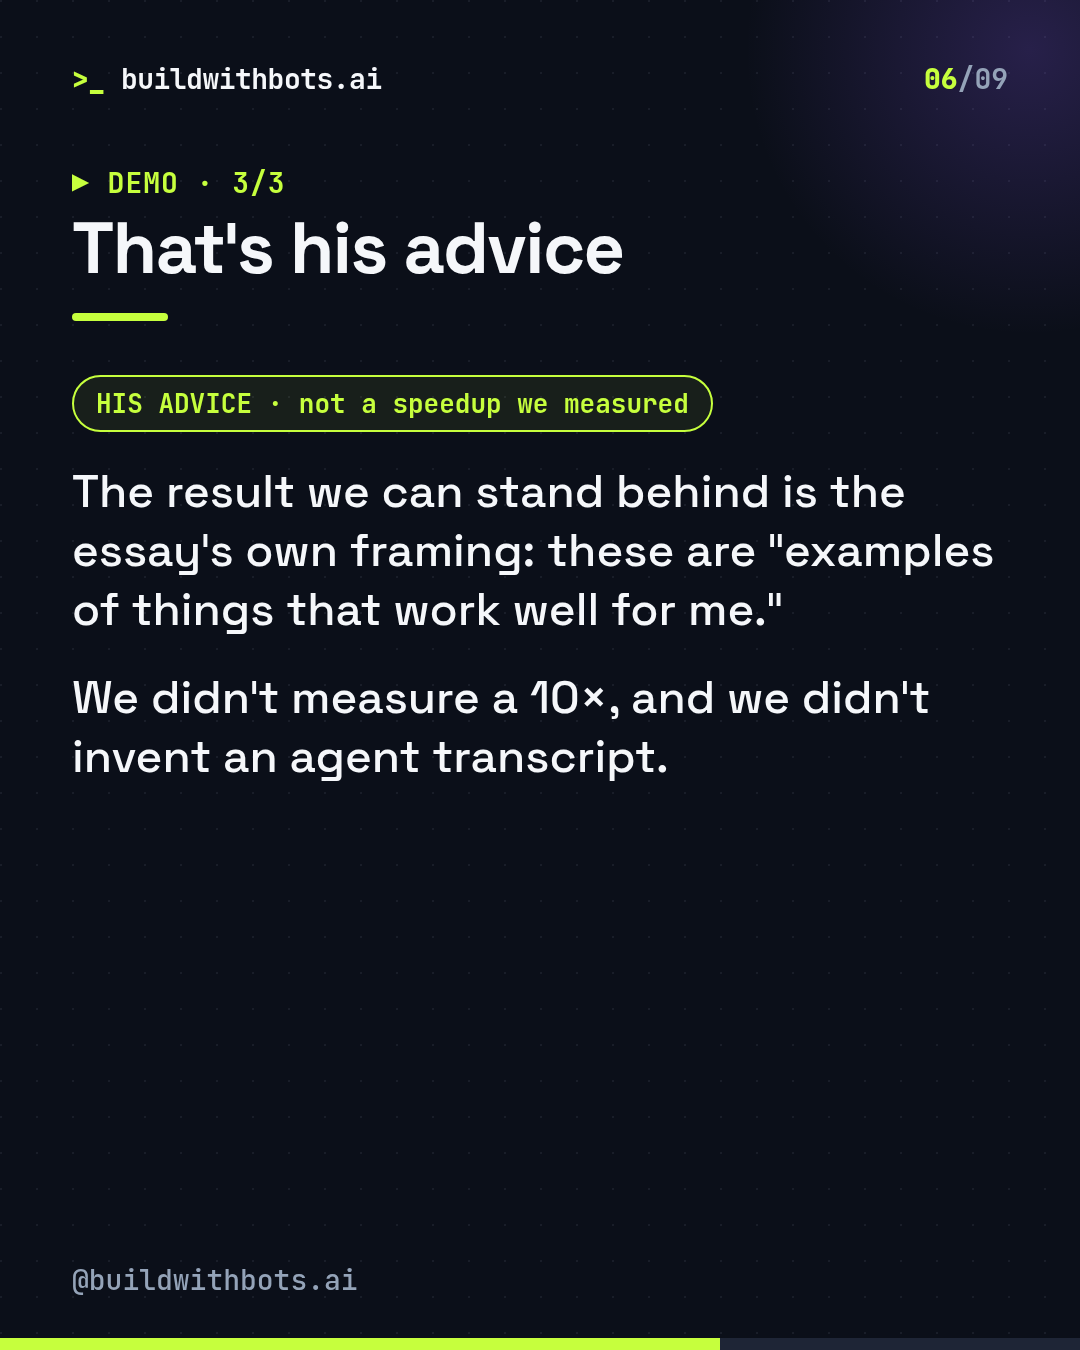 >_ buildwithbots.ai
06/09
▶ DEMO · 3/3
That's his advice
HIS ADVICE · not a speedup we measured
The result we can stand behind is the
essay's own framing: these are "examples
of things that work well for me."
We didn't measure a 10×, and we didn't
invent an agent transcript.
@buildwithbots.ai